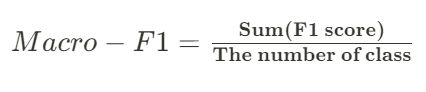 Macro − F1 = Sum(F1 score) / The number of class